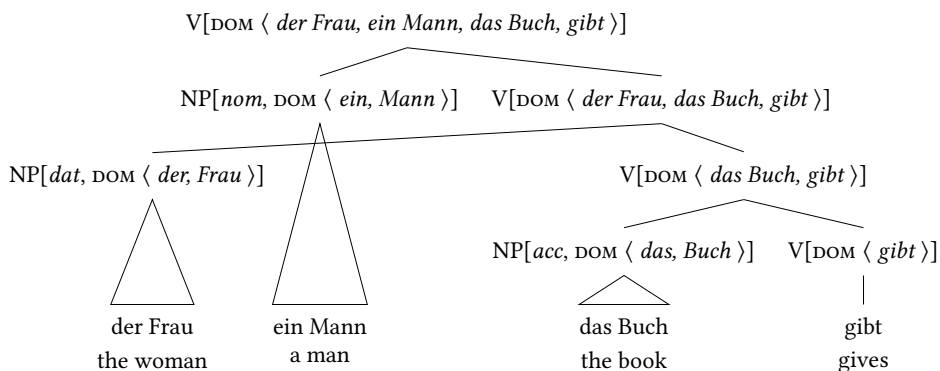 V[DOM ⟨ der Frau, ein Mann, das Buch, gibt ⟩]
NP[nom, DOM ⟨ ein, Mann ⟩] V[DOM ⟨ der Frau, das Buch, gibt ⟩]
NP[dat, DOM ⟨ der, Frau ⟩] V[DOM ⟨ das Buch, gibt ⟩]
NP[acc, DOM ⟨ das, Buch ⟩] V[DOM ⟨ gibt ⟩]
der Frau ein Mann das Buch gibt
the woman a man the book gives